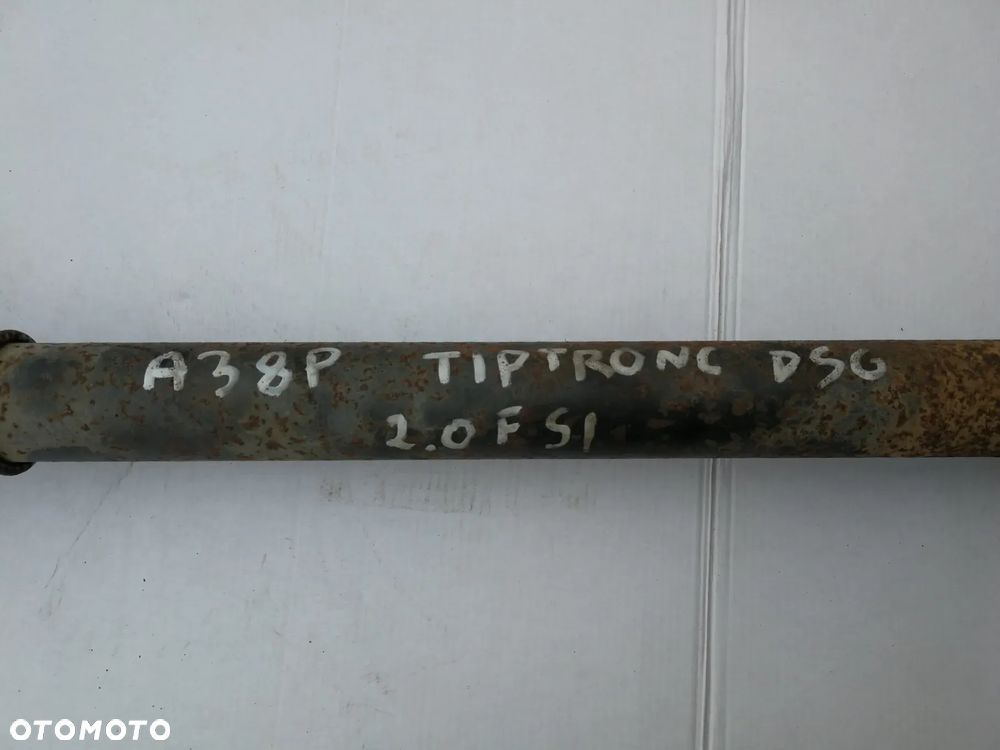 A38P TIPTRONC DSG
2.0FSI
OTOMOTO